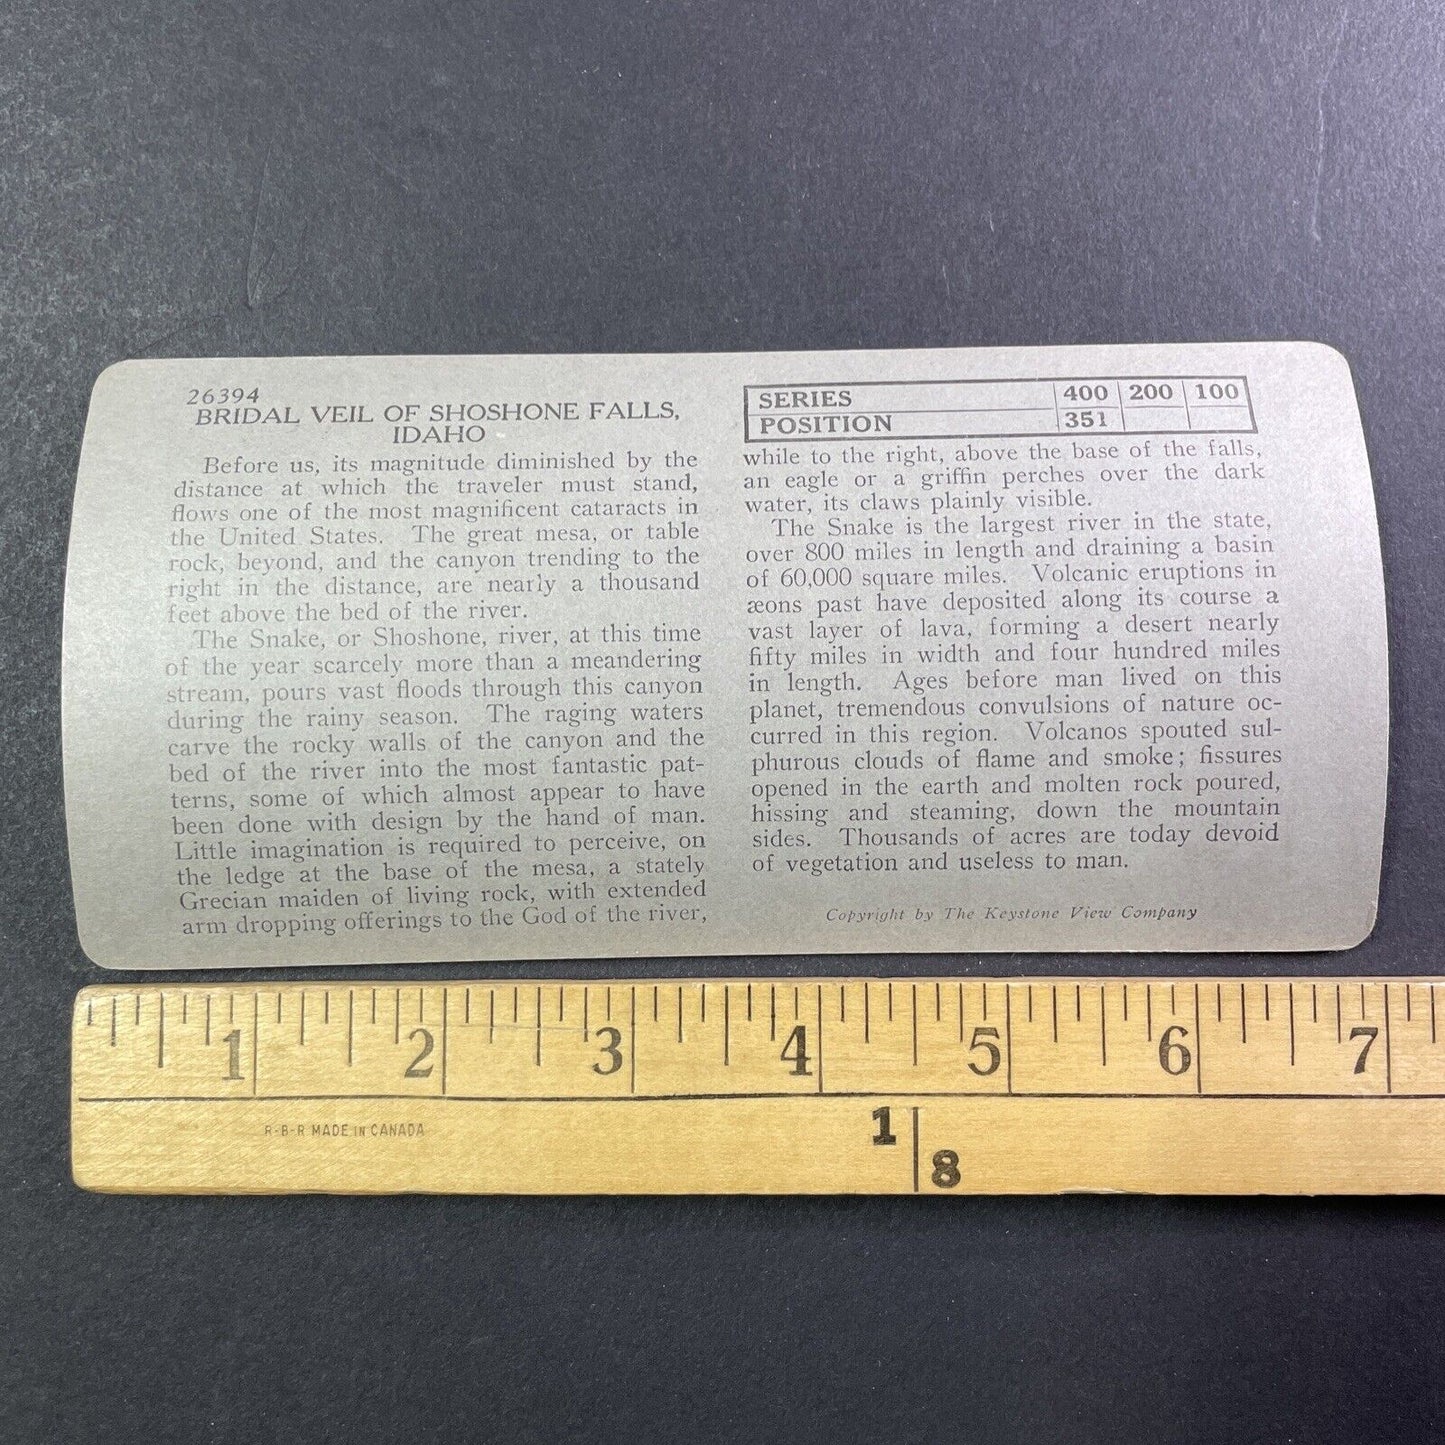 26394
BRIDAL VEIL OF SHOSHONE FALLS,
IDAHO
Before us, its magnitude diminished by the
distance at which the traveler must stand,
flows one of the most magnificent cataracts in
the United States. The great mesa, or table
rock, beyond, and the canyon trending to the
right in the distance, are nearly a thousand
feet above the bed of the river.
The Snake, or Shoshone, river, at this time
of the year scarcely more than a meandering
stream, pours vast floods through this canyon
during the rainy season. The raging waters
carve the rocky walls of the canyon and the
bed of the river into the most fantastic pat-
terns, some of which almost appear to have
been done with design by the hand of man.
Little imagination is required to perceive, on
the ledge at the base of the mesa, a stately
Grecian maiden of living rock, with extended
arm dropping offerings to the God of the river,
SERIES 400 200 100
POSITION 351
while to the right, above the base of the falls,
an eagle or a griffin perches over the dark
water, its claws plainly visible.
The Snake is the largest river in the state,
over 800 miles in length and draining a basin
of 60,000 square miles. Volcanic eruptions in
æons past have deposited along its course a
vast layer of lava, forming a desert nearly
fifty miles in width and four hundred miles
in length. Ages before man lived on this
planet, tremendous convulsions of nature oc-
curred in this region. Volcanos spouted sul-
phurous clouds of flame and smoke; fissures
opened in the earth and molten rock poured,
hissing and steaming, down the mountain
sides. Thousands of acres are today devoid
of vegetation and useless to man.
Copyright by The Keystone View Company
1 2 3 4 5 6 7
R-B-R MADE IN CANADA
1 8